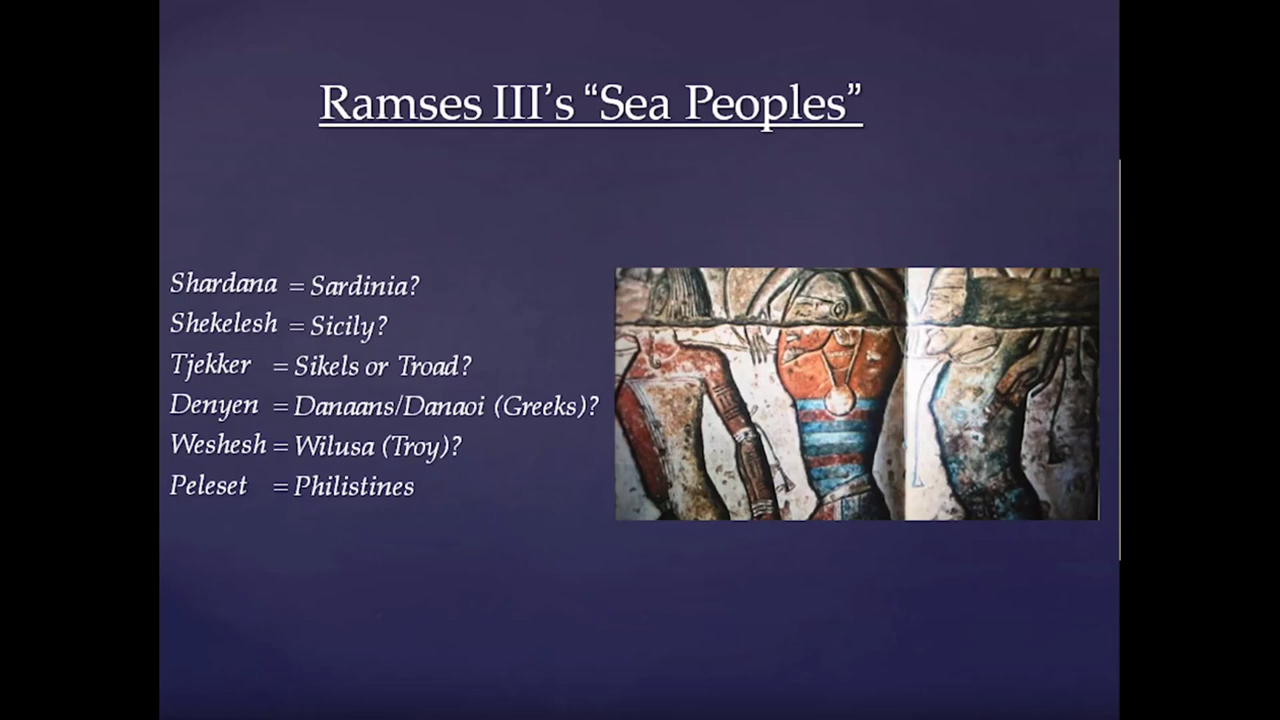 Ramses III’s “Sea Peoples”
Shardana = Sardinia?
Shekelesh = Sicily?
Tjekker = Sikels or Troad?
Denyen = Danaans/Danaoi (Greeks)?
Weshesh = Wilusa (Troy)?
Peleset = Philistines